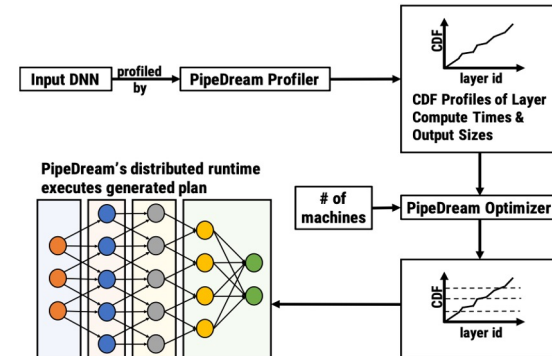 Input DNN
profiled
by
PipeDream Profiler
CDF
layer id
CDF Profiles of Layer
Compute Times &
Output Sizes
PipeDream's distributed runtime
executes generated plan
# of
machines
PipeDream Optimizer
CDF
layer id